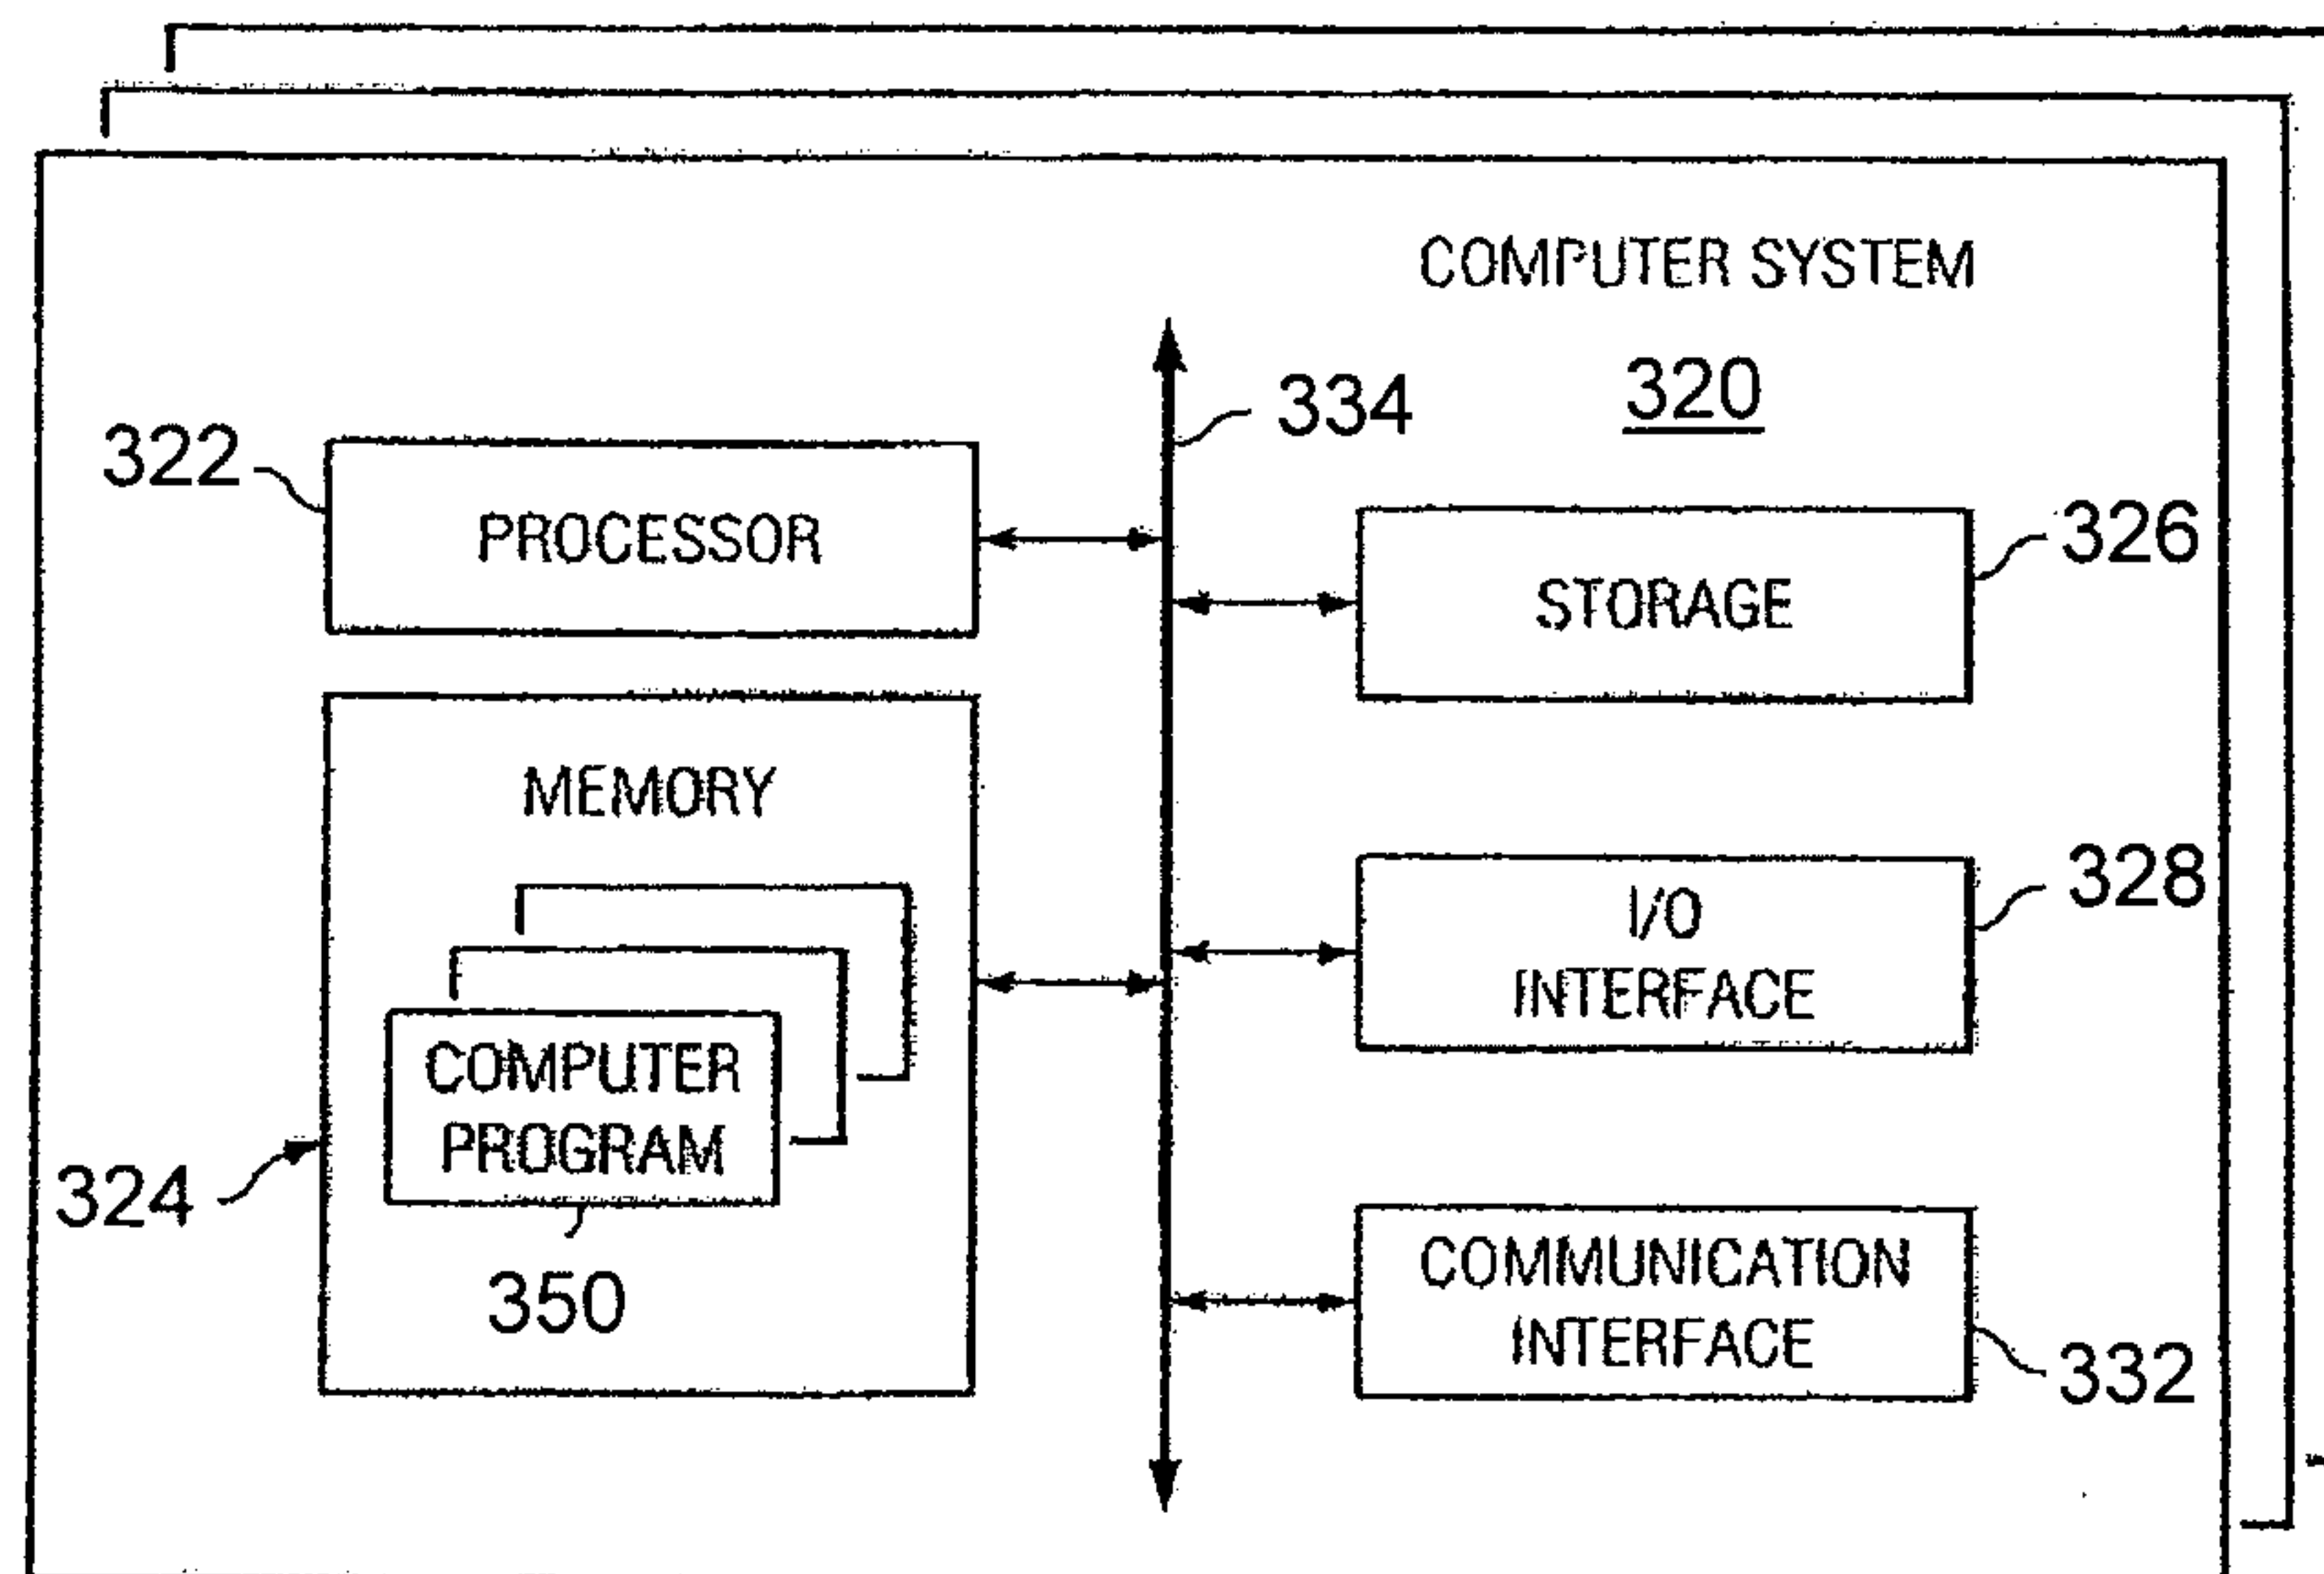 COMPUTER SYSTEM
320
334
322
PROCESSOR
326
STORAGE
MEMORY
328
I/O
INTERFACE
COMPUTER
PROGRAM
324
350
COMMUNICATION
INTERFACE
332